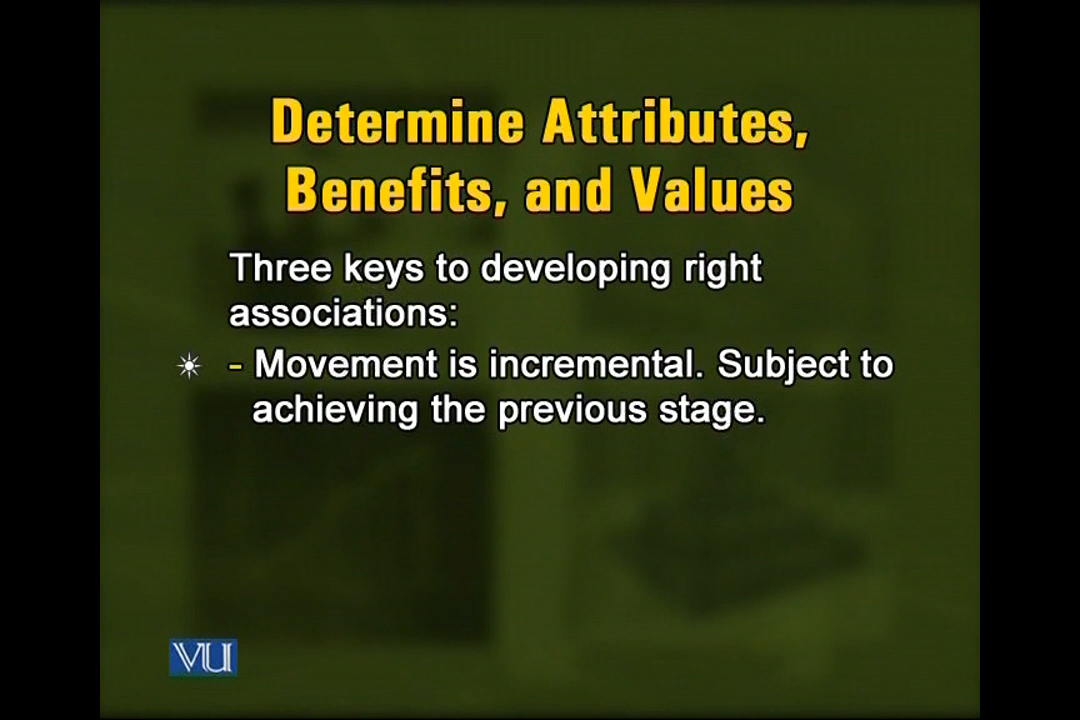 Determine Attributes,
Benefits, and Values
Three keys to developing right
associations:
- Movement is incremental. Subject to
achieving the previous stage.
VU